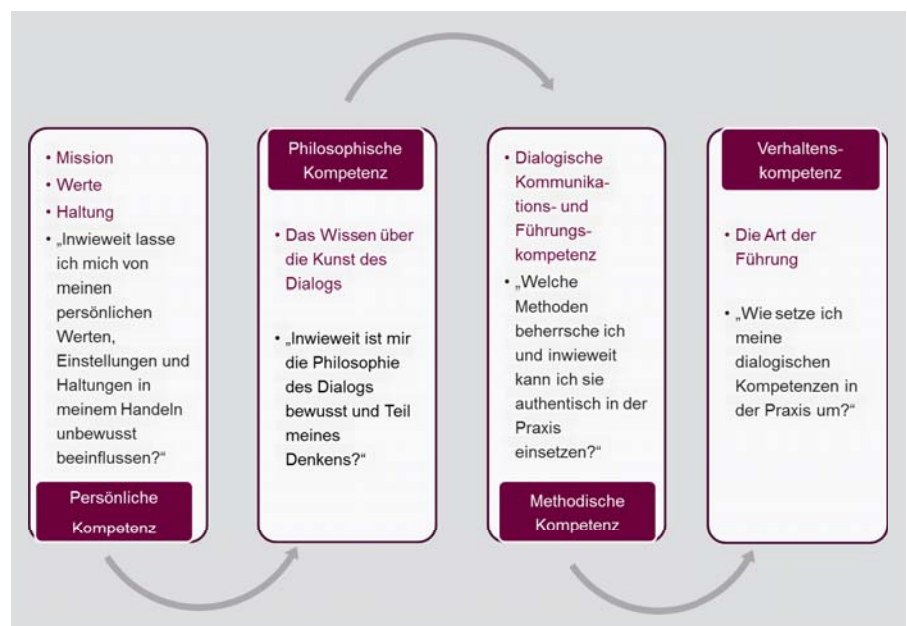 • Mission
• Werte
• Haltung
• „Inwieweit lasse
ich mich von
meinen
persönlichen
Werten,
Einstellungen und
Haltungen in
meinem Handeln
unbewusst
beeinflussen?“
Persönliche
Kompetenz
Philosophische
Kompetenz
• Das Wissen über
die Kunst des
Dialogs
• „Inwieweit ist mir
die Philosophie
des Dialogs
bewusst und Teil
meines
Denkens?“
• Dialogische
Kommunika-
tions- und
Führungs-
kompetenz
• „Welche
Methoden
beherrsche ich
und inwieweit
kann ich sie
authentisch in der
Praxis
einsetzen?“
Methodische
Kompetenz
Verhaltens-
kompetenz
• Die Art der
Führung
• „Wie setze ich
meine
dialogischen
Kompetenzen in
der Praxis um?“